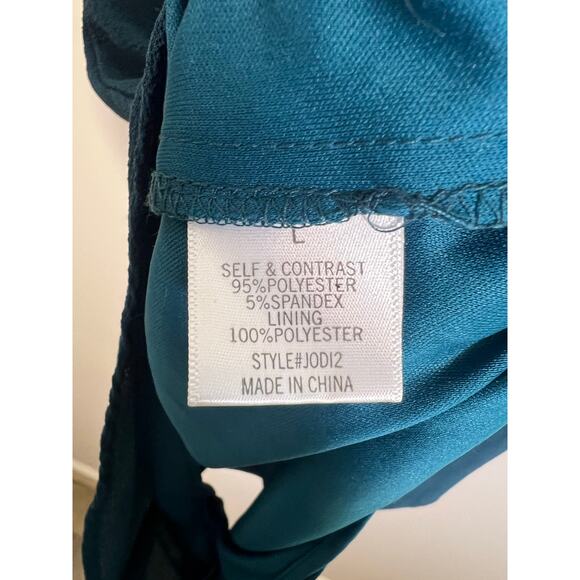 L
SELF & CONTRAST
95%POLYESTER
5%SPANDEX
LINING
100%POLYESTER
STYLE#JODI2
MADE IN CHINA